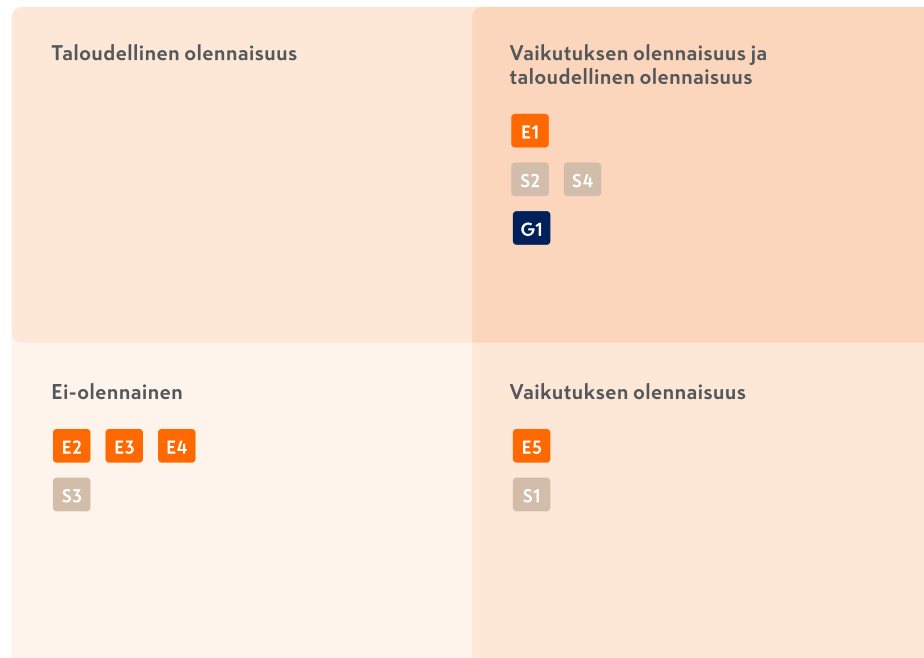 Taloudellinen olennaisuus
Vaikutuksen olennaisuus ja
taloudellinen olennaisuus
E1
S2 S4
G1
Ei-olennainen
E2 E3 E4
S3
Vaikutuksen olennaisuus
E5
S1